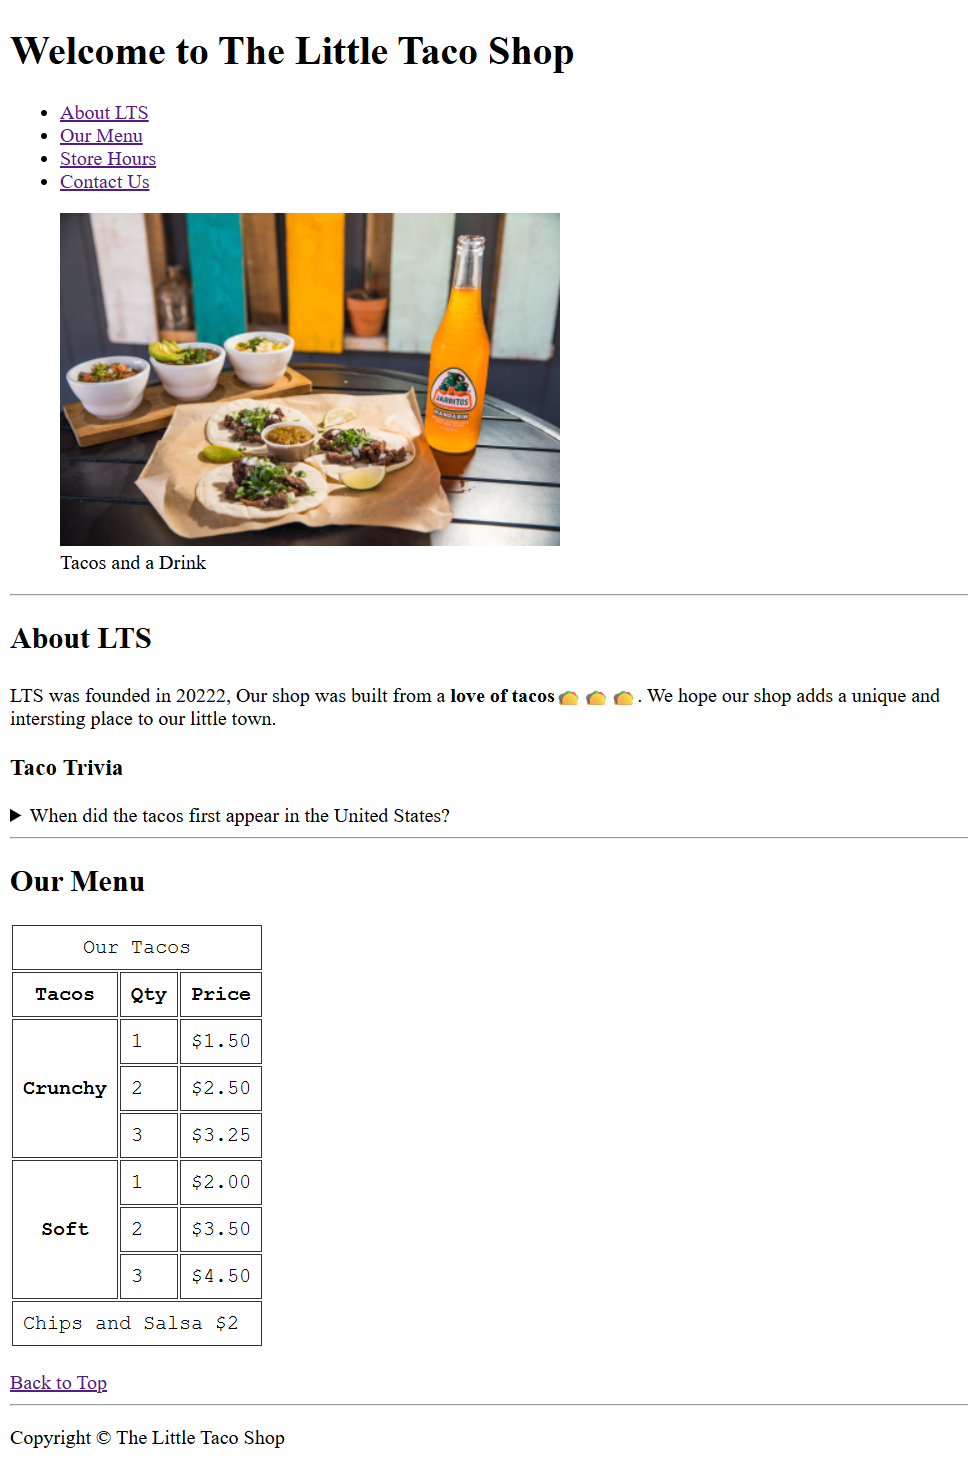 Welcome to The Little Taco Shop
About LTS
Our Menu
Store Hours
Contact Us
JARRITOS
MANDARIN
Tacos and a Drink
About LTS
LTS was founded in 20222, Our shop was built from a love of tacos 🌮 🌮 🌮 . We hope our shop adds a unique and
intersting place to our little town.
Taco Trivia
When did the tacos first appear in the United States?
Our Menu
Our Tacos
Tacos Qty Price
1 $1.50
Crunchy 2 $2.50
3 $3.25
1 $2.00
Soft 2 $3.50
3 $4.50
Chips and Salsa $2
Back to Top
Copyright © The Little Taco Shop